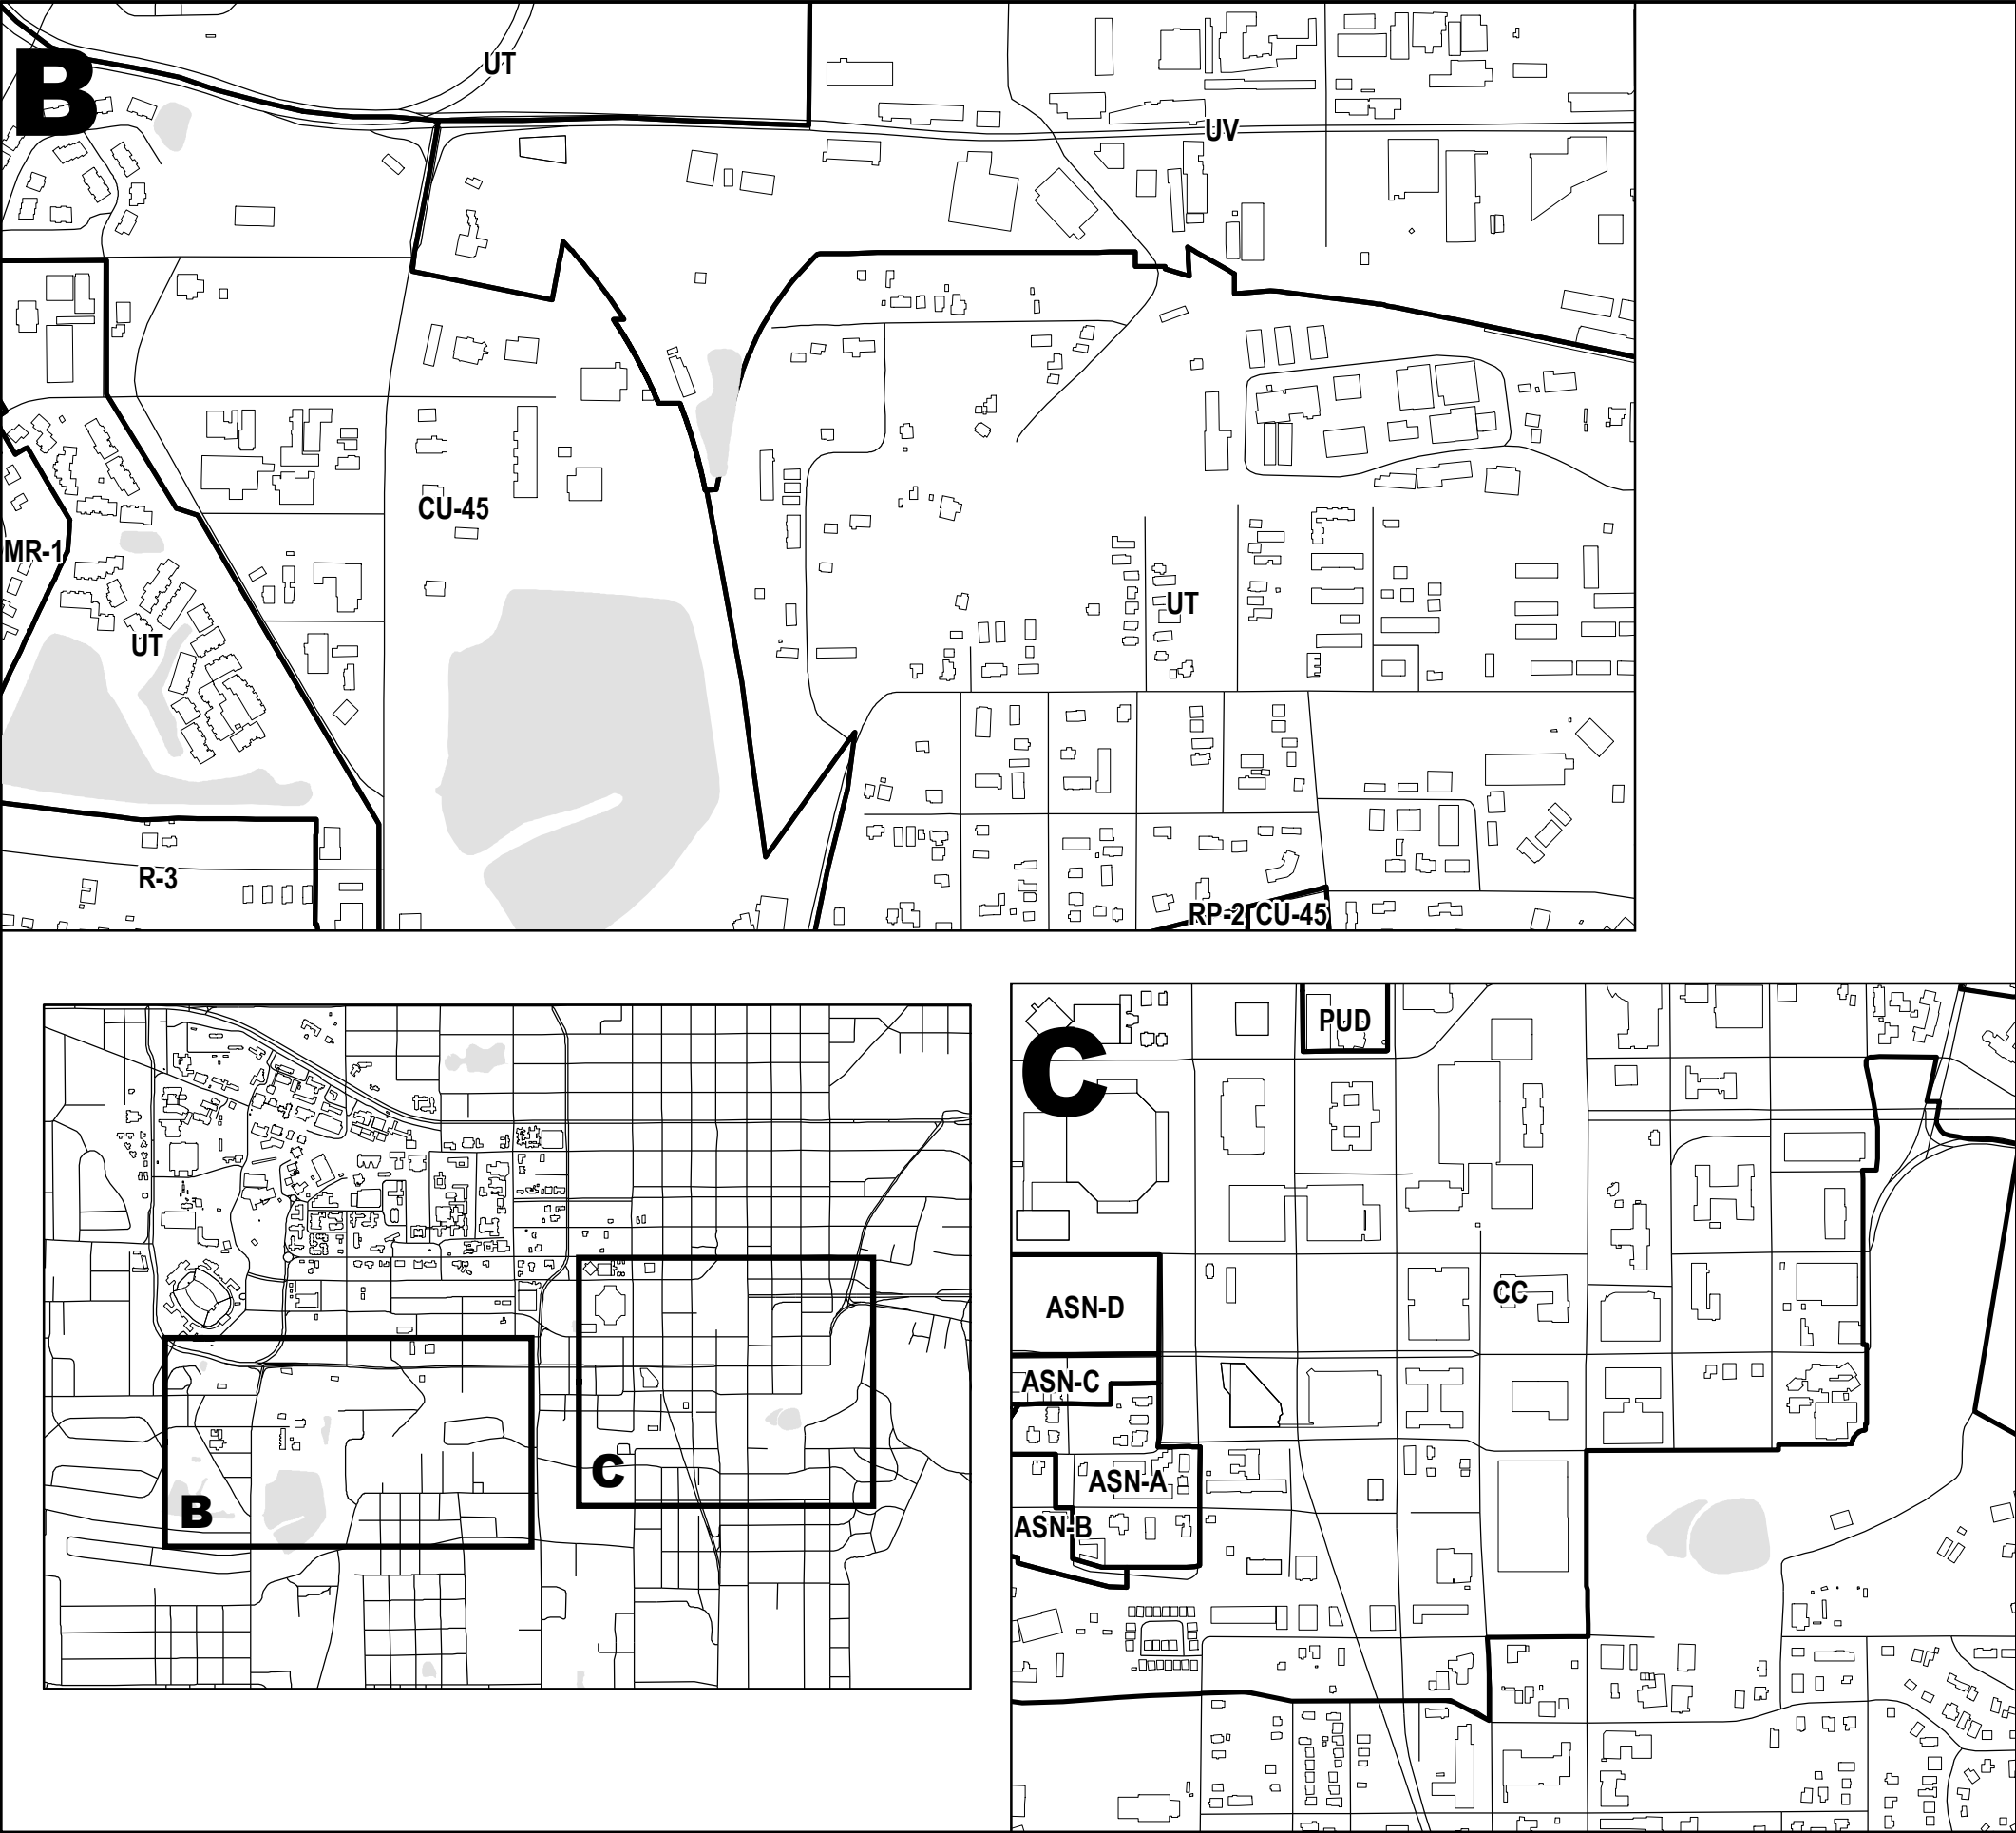 B
UT
UV
CU-45
MR-1
UT
UT
R-3
RP-2
CU-45
B
C
C
PUD
ASN-D
CC
ASN-C
ASN-A
ASN-B